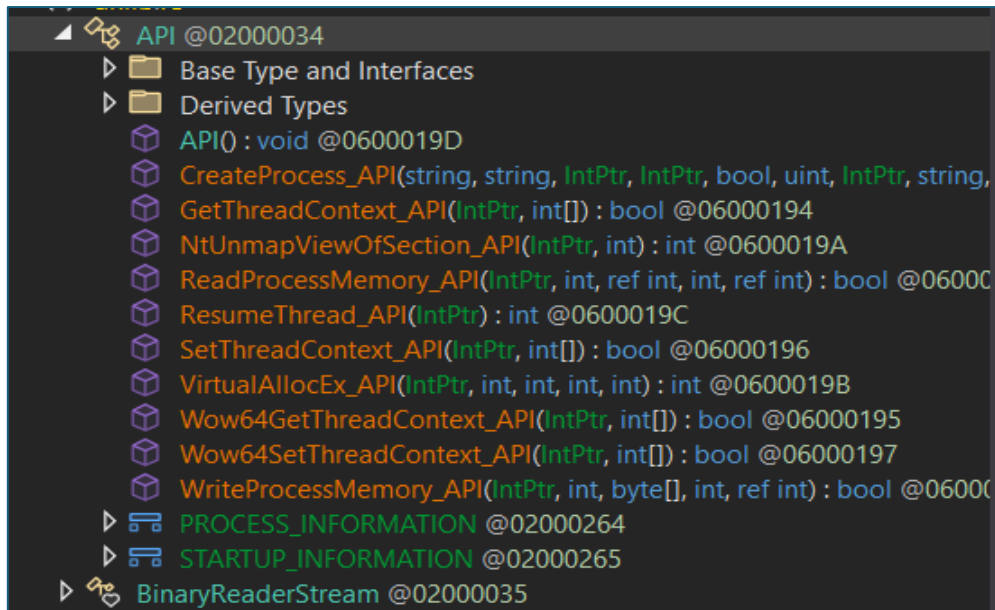 API @02000034
Base Type and Interfaces
Derived Types
API() : void @0600019D
CreateProcess_API(string, string, IntPtr, IntPtr, bool, uint, IntPtr, string,
GetThreadContext_API(IntPtr, int[]) : bool @06000194
NtUnmapViewOfSection_API(IntPtr, int) : int @0600019A
ReadProcessMemory_API(IntPtr, int, ref int, int, ref int) : bool @06000
ResumeThread_API(IntPtr) : int @0600019C
SetThreadContext_API(IntPtr, int[]) : bool @06000196
VirtualAllocEx_API(IntPtr, int, int, int, int) : int @0600019B
Wow64GetThreadContext_API(IntPtr, int[]) : bool @06000195
Wow64SetThreadContext_API(IntPtr, int[]) : bool @06000197
WriteProcessMemory_API(IntPtr, int, byte[], int, ref int) : bool @06000
PROCESS_INFORMATION @02000264
STARTUP_INFORMATION @02000265
BinaryReaderStream @02000035